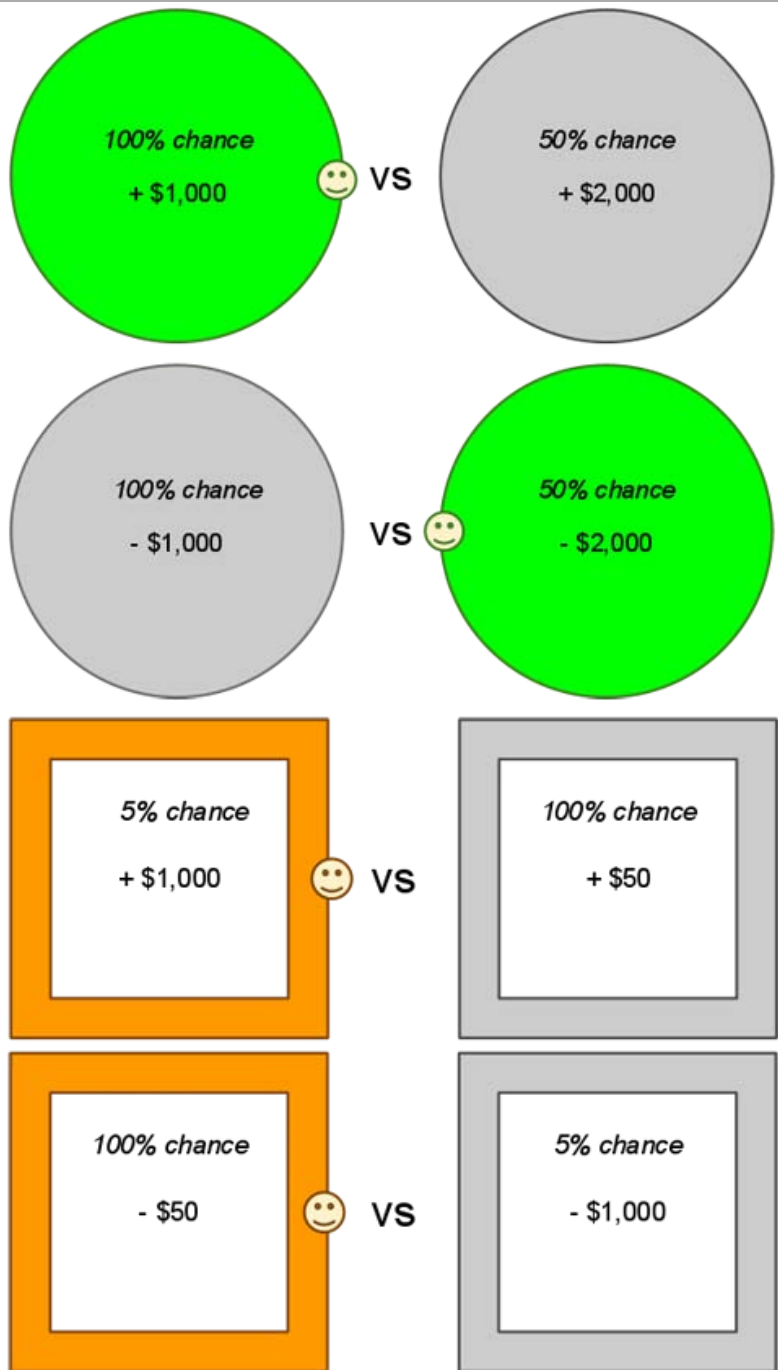 100% chance
+ $1,000
VS
50% chance
+ $2,000
100% chance
- $1,000
VS
50% chance
- $2,000
5% chance
+ $1,000
VS
100% chance
+ $50
100% chance
- $50
VS
5% chance
- $1,000